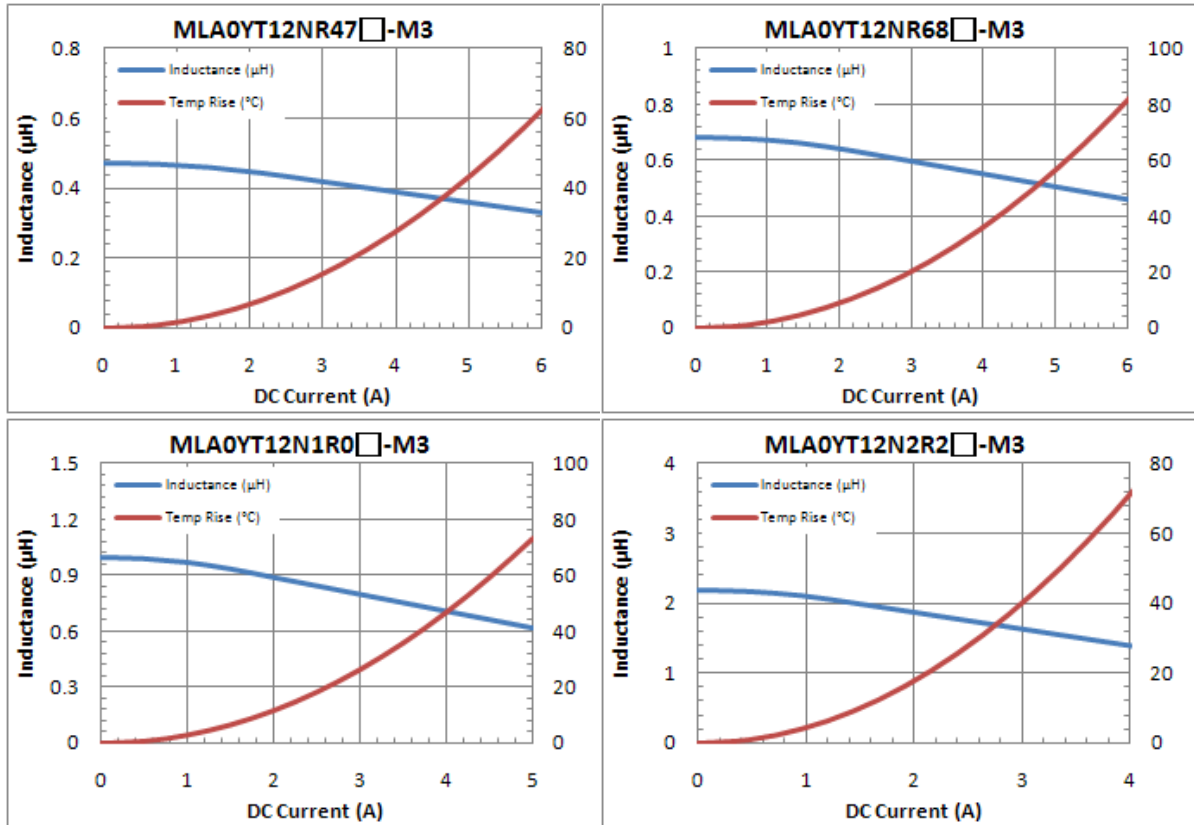 MLA0YT12NR47□-M3
Inductance (µH)
Temp Rise (°C)
0.8
0.6
0.4
0.2
0
80
60
40
20
0
Inductance (µH)
0 1 2 3 4 5 6
DC Current (A)
MLA0YT12NR68□-M3
Inductance (µH)
Temp Rise (°C)
1
0.8
0.6
0.4
0.2
0
100
80
60
40
20
0
Inductance (µH)
0 1 2 3 4 5 6
DC Current (A)
MLA0YT12N1R0□-M3
Inductance (µH)
Temp Rise (°C)
1.5
1.2
0.9
0.6
0.3
0
100
80
60
40
20
0
Inductance (µH)
0 1 2 3 4 5
DC Current (A)
MLA0YT12N2R2□-M3
Inductance (µH)
Temp Rise (°C)
4
3
2
1
0
80
60
40
20
0
Inductance (µH)
0 1 2 3 4
DC Current (A)